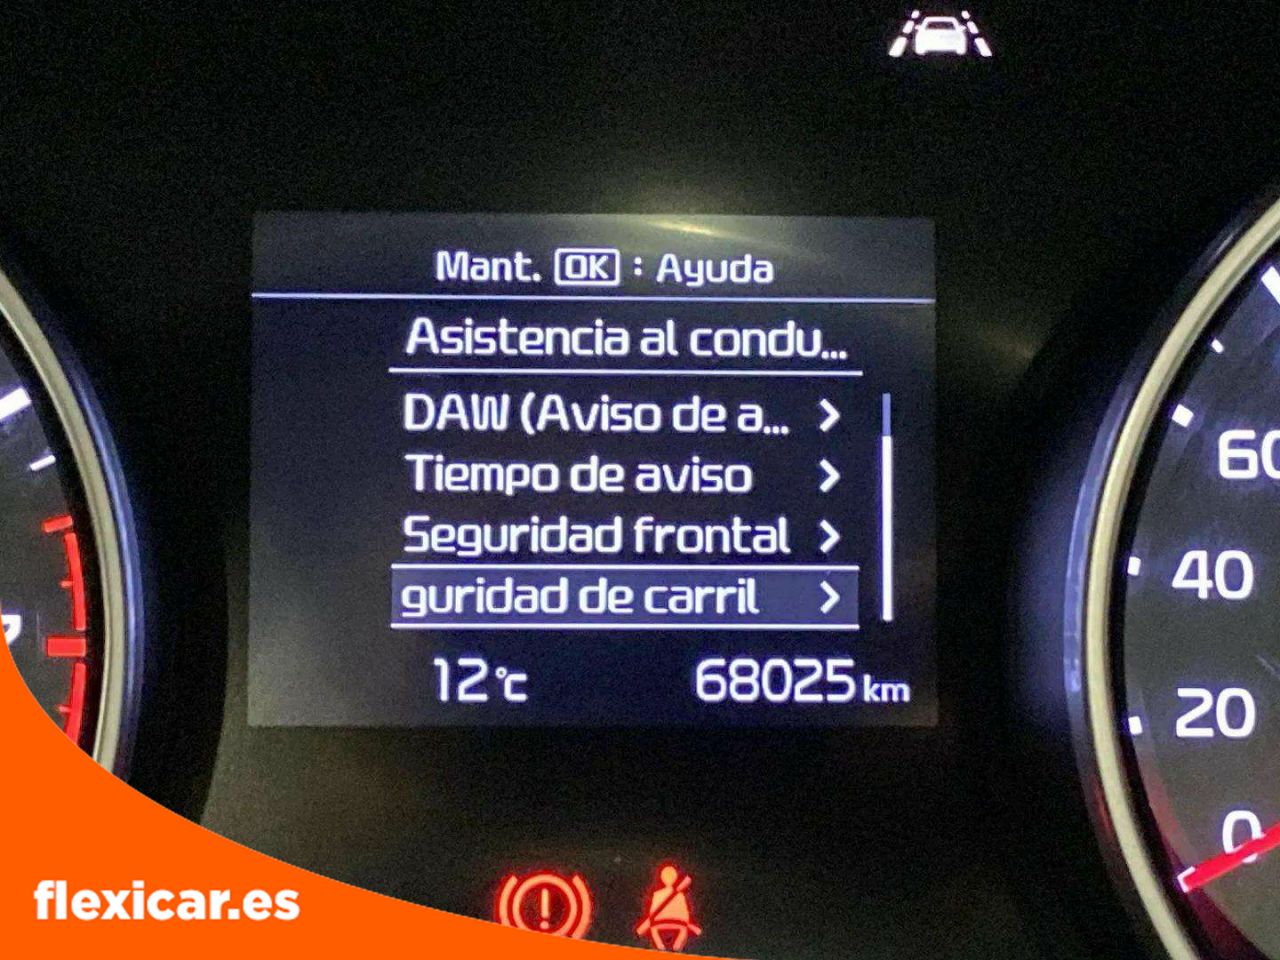 Mant. OK : Ayuda
Asistencia al condu...
DAW (Aviso de a... >
Tiempo de aviso >
Seguridad frontal >
guridad de carril >
12°C 68025 km
60
40
20
0
flexicar.es